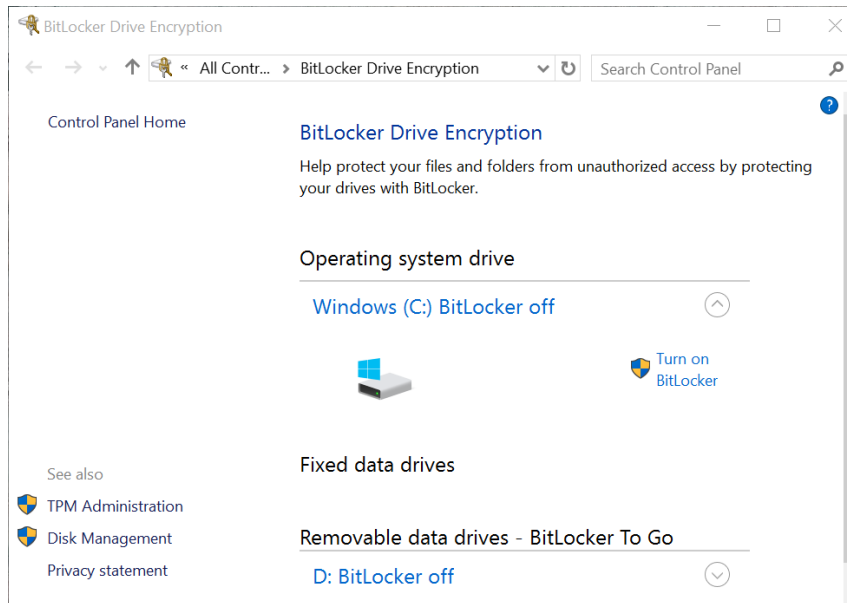 BitLocker Drive Encryption
« All Contr... > BitLocker Drive Encryption
Search Control Panel
?
Control Panel Home
BitLocker Drive Encryption
Help protect your files and folders from unauthorized access by protecting
your drives with BitLocker.
Operating system drive
Windows (C:) BitLocker off
Turn on
BitLocker
Fixed data drives
See also
TPM Administration
Disk Management
Privacy statement
Removable data drives - BitLocker To Go
D: BitLocker off